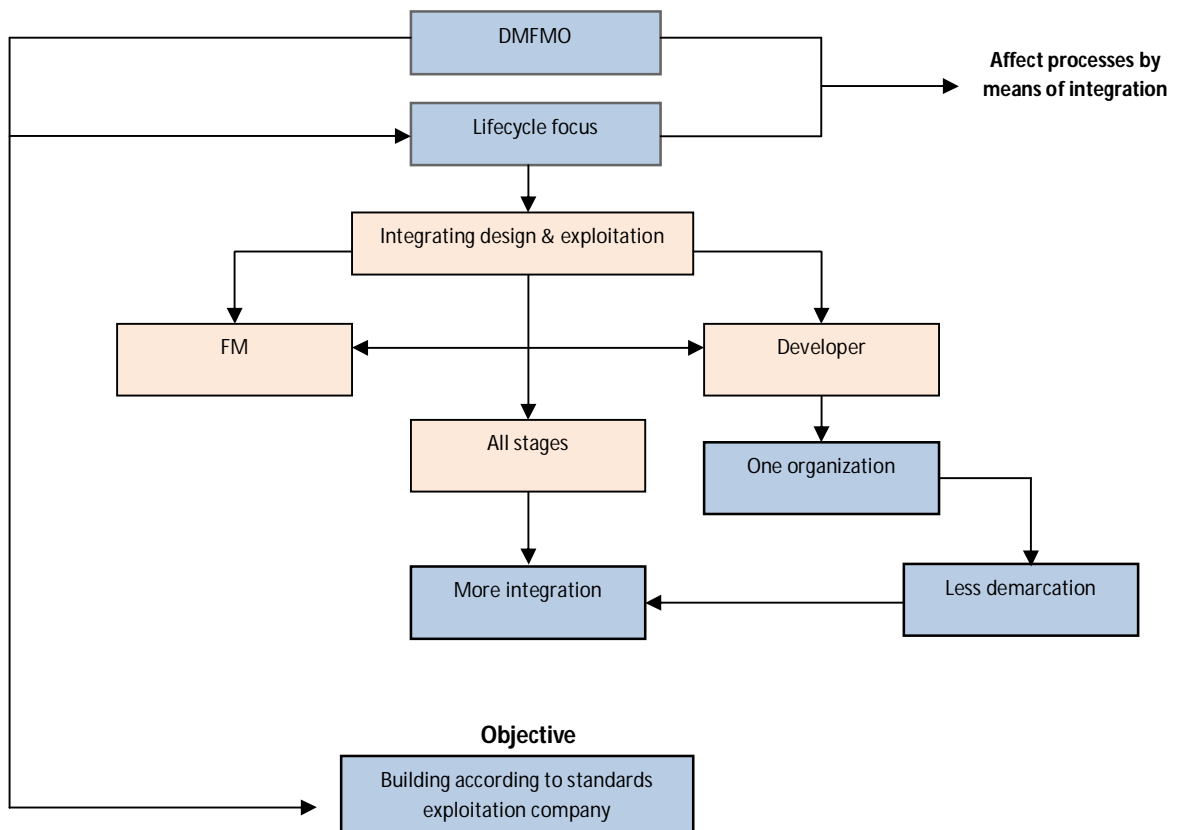 DMFMO
Affect processes by
means of integration
Lifecycle focus
Integrating design & exploitation
FM
Developer
All stages
One organization
More integration
Less demarcation
Objective
Building according to standards
exploitation company